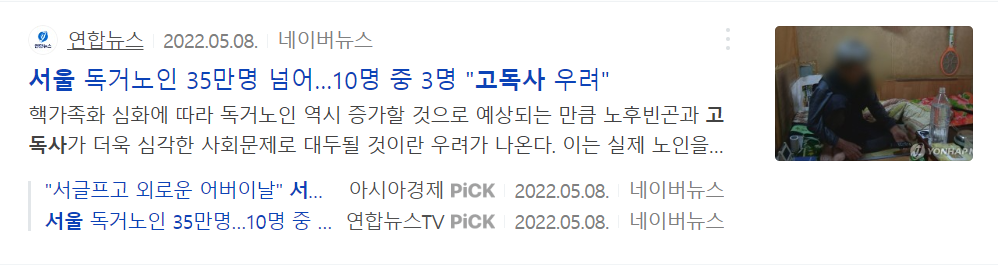 연합뉴스 2022.05.08. 네이버뉴스
서울 독거노인 35만명 넘어...10명 중 3명 "고독사 우려"
핵가족화 심화에 따라 독거노인 역시 증가할 것으로 예상되는 만큼 노후빈곤과 고
독사가 더욱 심각한 사회문제로 대두될 것이란 우려가 나온다. 이는 실제 노인을...
"서글프고 외로운 어버이날" 서... 아시아경제 PiCK 2022.05.08. 네이버뉴스
서울 독거노인 35만명...10명 중 ... 연합뉴스TV PiCK 2022.05.08. 네이버뉴스
YONHAP